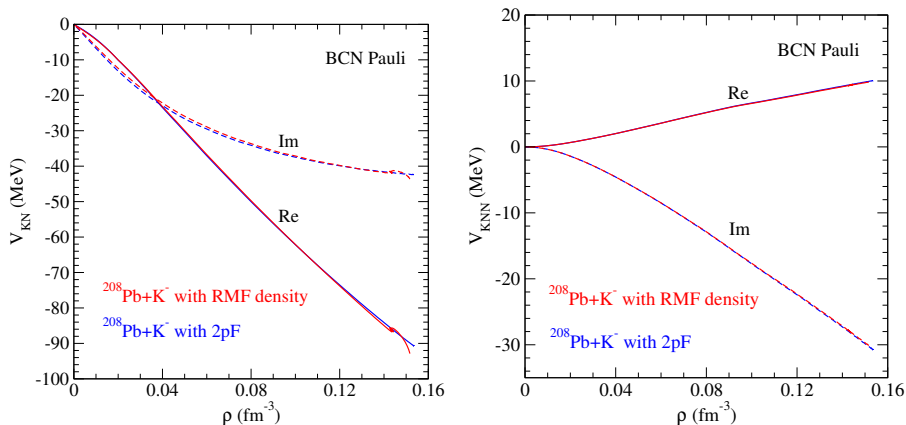 0
-10
-20
-30
-40
-50
-60
-70
-80
-90
-100
V_KN (MeV)
BCN Pauli
Im
Re
²⁰⁸Pb+K⁻ with RMF density
²⁰⁸Pb+K⁻ with 2pF
0 0.04 0.08 0.12 0.16
ρ (fm⁻³)
20
10
0
-10
-20
-30
V_KNN (MeV)
BCN Pauli
Re
Im
²⁰⁸Pb+K⁻ with RMF density
²⁰⁸Pb+K⁻ with 2pF
0 0.04 0.08 0.12 0.16
ρ (fm⁻³)